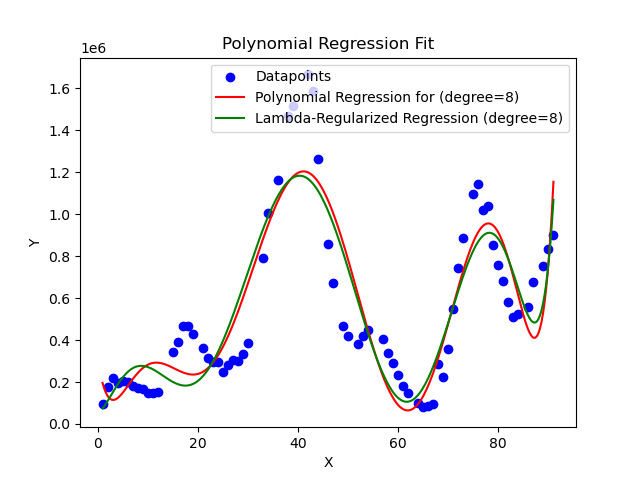 Polynomial Regression Fit
1e6
Datapoints
Polynomial Regression for (degree=8)
Lambda-Regularized Regression (degree=8)
1.6
1.4
1.2
1.0
Y
0.8
0.6
0.4
0.2
0.0
0 20 40 60 80
X